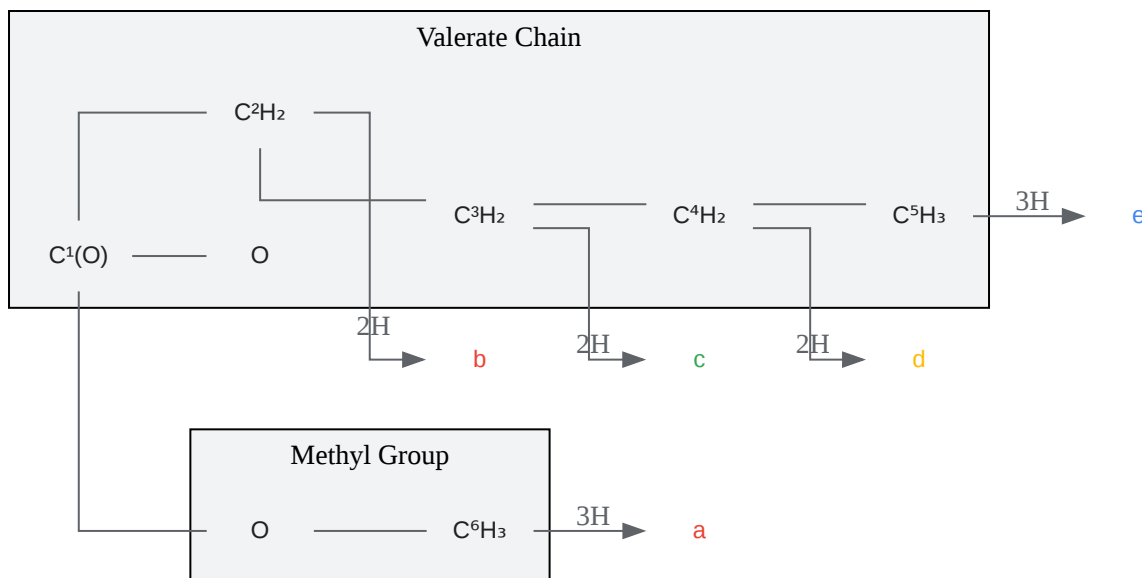 Valerate Chain
C²H₂
C³H₂
C⁴H₂
C⁵H₃
3H
e
C¹(O)
O
2H
2H
2H
b
c
d
Methyl Group
O
C⁶H₃
3H
a